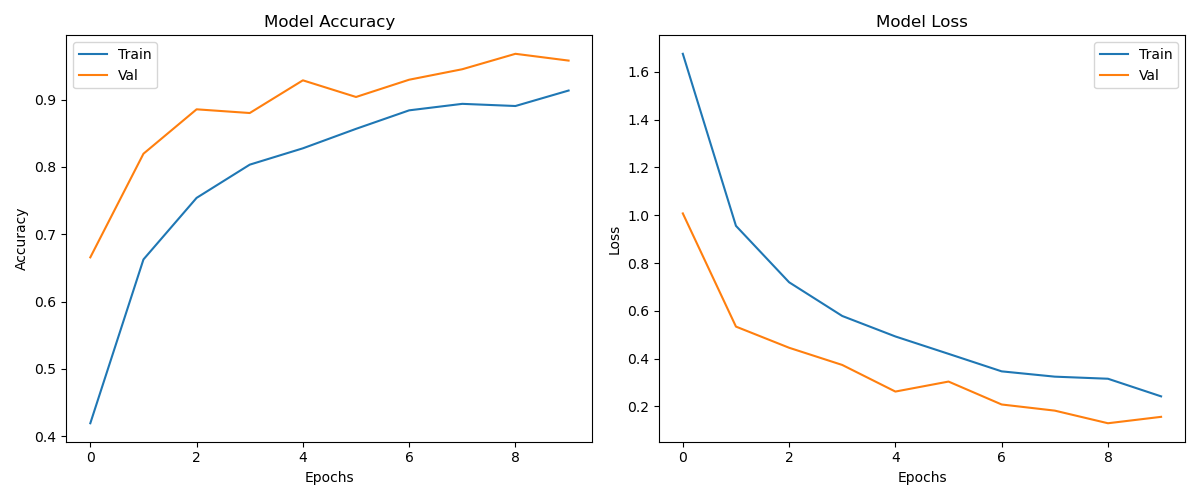 Model Accuracy
Train
Val
0.9
0.8
0.7
0.6
0.5
0.4
Accuracy
0 2 4 6 8
Epochs
Model Loss
Train
Val
1.6
1.4
1.2
1.0
0.8
0.6
0.4
0.2
Loss
0 2 4 6 8
Epochs